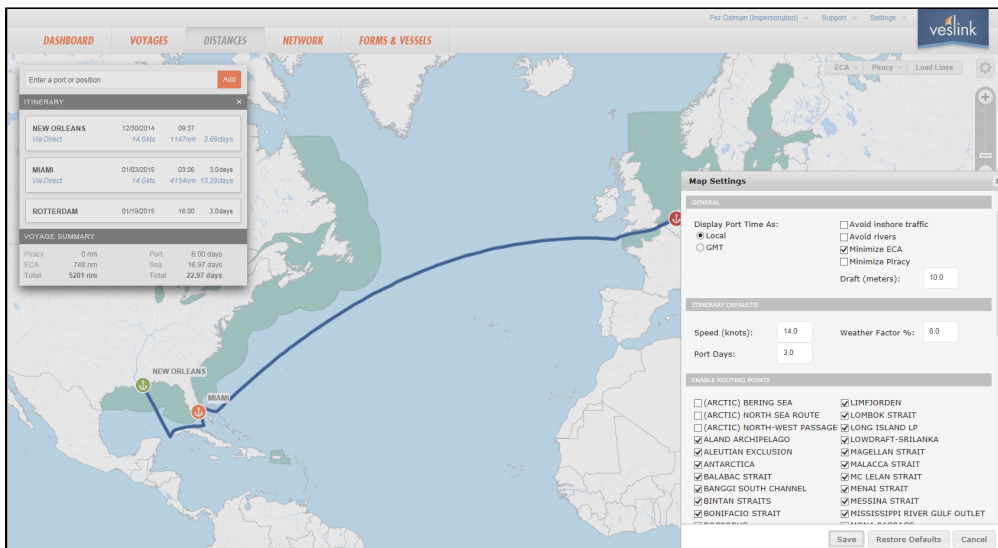 Per Ostman (Impersonated) Support Settings
veslink
DASHBOARD VOYAGES DISTANCES NETWORK FORMS & VESSELS
Enter a port or position Add
ECA Piracy Load Lines
ITINERARY ×
NEW ORLEANS 12/30/2014 09:37
Via Direct 14.0kts 1147nm 3.69days
MIAMI 01/03/2015 03:06 3.0days
Via Direct 14.0kts 4134nm 13.29days
ROTTERDAM 01/19/2015 16:00 3.0days
VOYAGE SUMMARY
Piracy 0 nm Port 6.00 days
ECA 748 nm Sea 16.97 days
Total 5281 nm Total 22.97 days
NEW ORLEANS
MIAMI
Map Settings
GENERAL
Display Port Time As:
Local
GMT
Avoid inshore traffic
Avoid rivers
Minimize ECA
Minimize Piracy
Draft (meters): 10.0
ITINERARY DEFAULTS
Speed (knots): 14.0 Weather Factor %: 8.0
Port Days: 3.0
ENABLE ROUTING POINTS
(ARCTIC) BERING SEA LIMFJORDEN
(ARCTIC) NORTH SEA ROUTE LOMBOK STRAIT
(ARCTIC) NORTH-WEST PASSAGE LONG ISLAND LP
ALAND ARCHIPELAGO LOWDRAFT-SRILANKA
ALEUTIAN EXCLUSION MAGELLAN STRAIT
ANTARCTICA MALACCA STRAIT
BALABAC STRAIT MC LELAN STRAIT
BANGGI SOUTH CHANNEL MENAI STRAIT
BINTAN STRAITS MESSINA STRAIT
BONIFACIO STRAIT MISSISSIPPI RIVER GULF OUTLET
Save Restore Defaults Cancel